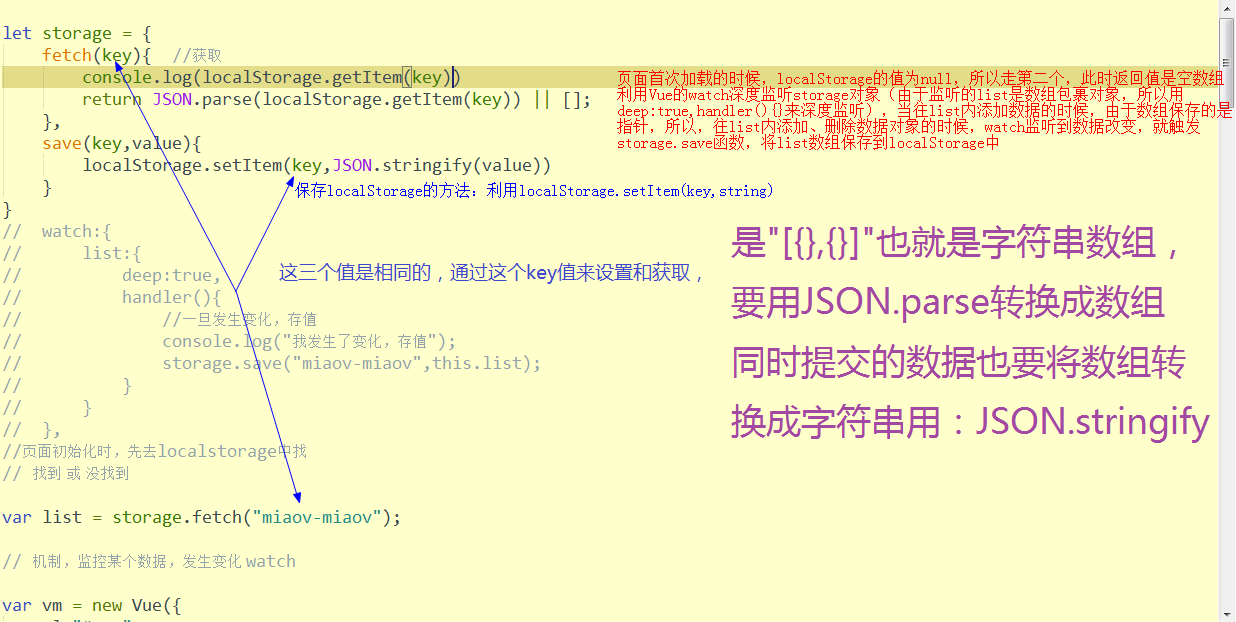 let storage = {
fetch(key){ //获取
console.log(localStorage.getItem(key))
return JSON.parse(localStorage.getItem(key)) || [];
},
save(key,value){
localStorage.setItem(key,JSON.stringify(value))
}
}
页面首次加载的时候，localStorage的值为null，所以走第二个，此时返回值是空数组
利用Vue的watch深度监听storage对象（由于监听的list是数组包裹对象，所以用
deep:true,handler(){}来深度监听），当往list内添加数据的时候，由于数组保存的是
指针，所以，往list内添加、删除数据对象的时候，watch监听到数据改变，就触发
storage.save函数，将list数组保存到localStorage中
保存localStorage的方法：利用localStorage.setItem(key,string)
// watch:{
// list:{
// deep:true,
// handler(){
// //一旦发生变化，存值
// console.log("我发生了变化，存值");
// storage.save("miaov-miaov",this.list);
// }
// }
// },
这三个值是相同的，通过这个key值来设置和获取，
是"[{},{}]"也就是字符串数组，
要用JSON.parse转换成数组
同时提交的数据也要将数组转
换成字符串用：JSON.stringify
//页面初始化时，先去localstorage中找
// 找到 或 没找到
var list = storage.fetch("miaov-miaov");
// 机制，监控某个数据，发生变化 watch
var vm = new Vue({